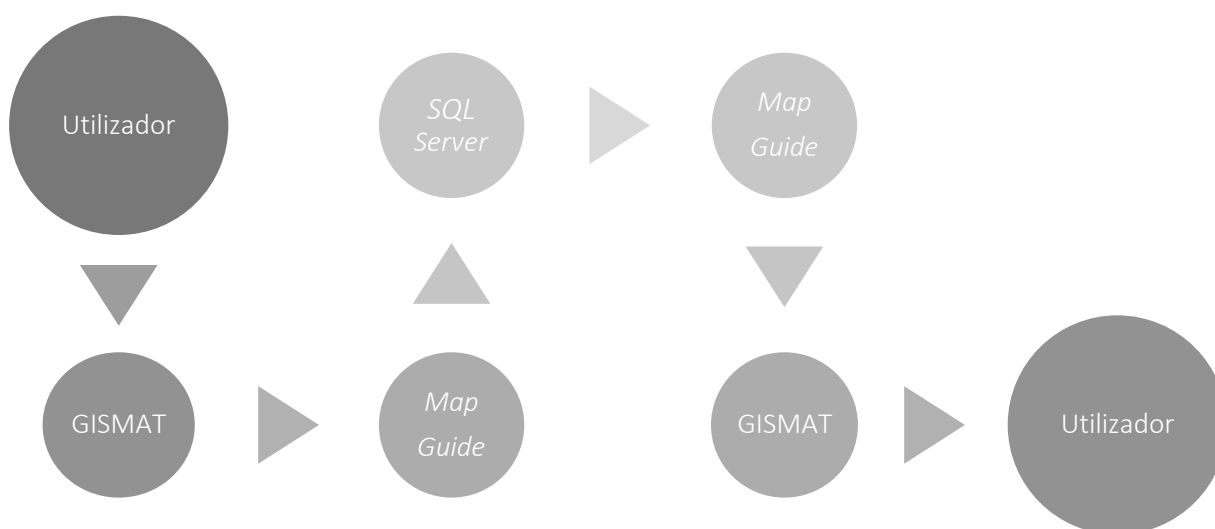 Utilizador
GISMAT
Map
Guide
SQL
Server
Map
Guide
GISMAT
Utilizador